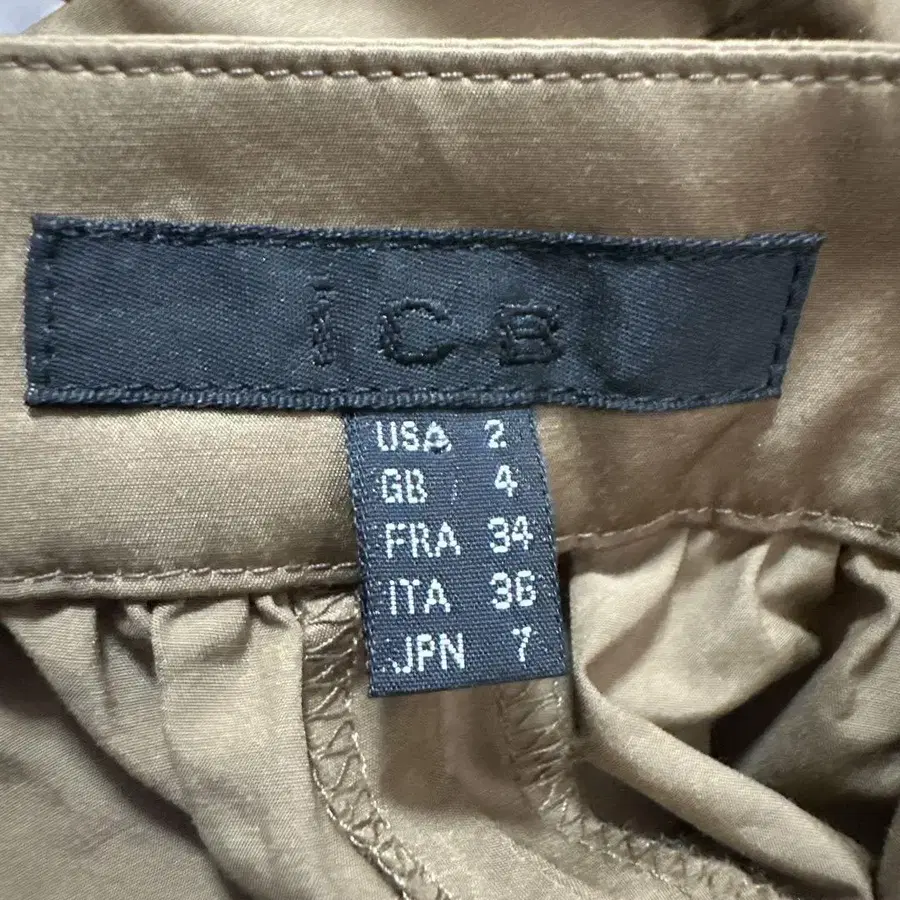 iCB
USA 2
GB 4
FRA 34
ITA 36
JPN 7